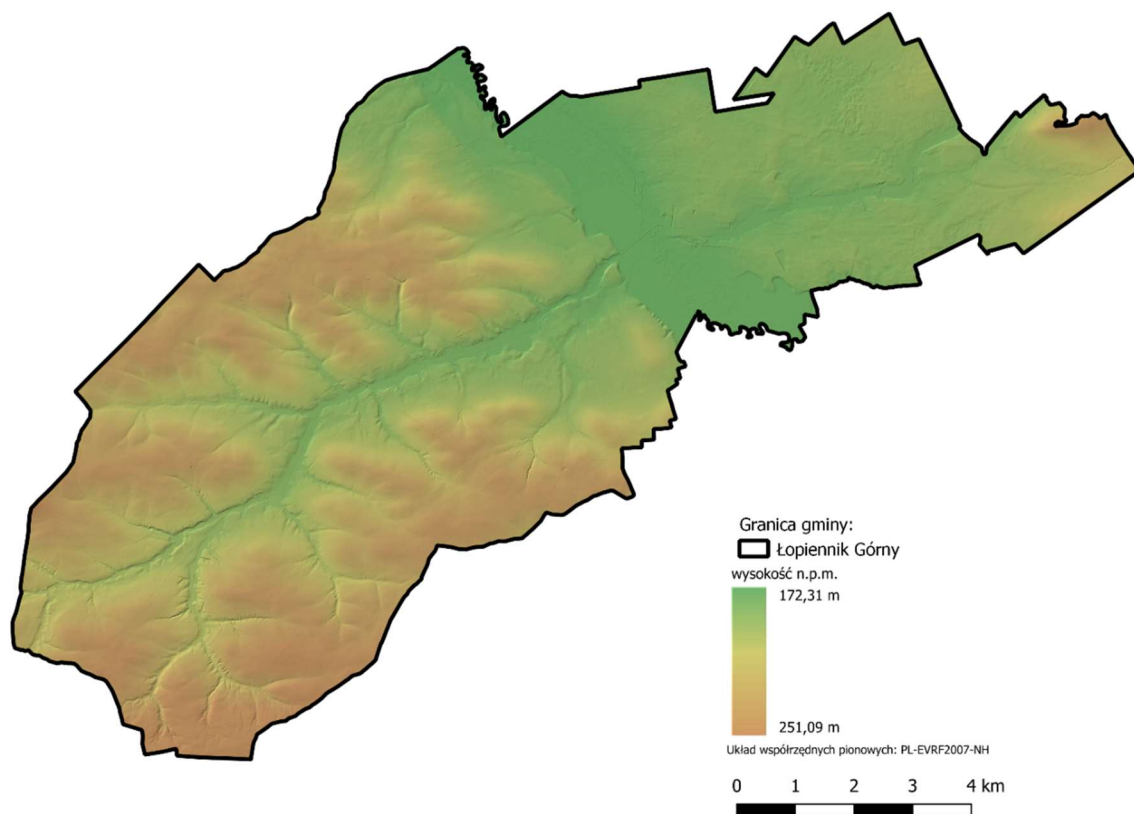 Granica gminy:
Łopiennik Górny
wysokość n.p.m.
172,31 m
251,09 m
Układ współrzędnych pionowych: PL-EVRF2007-NH
0 1 2 3 4 km